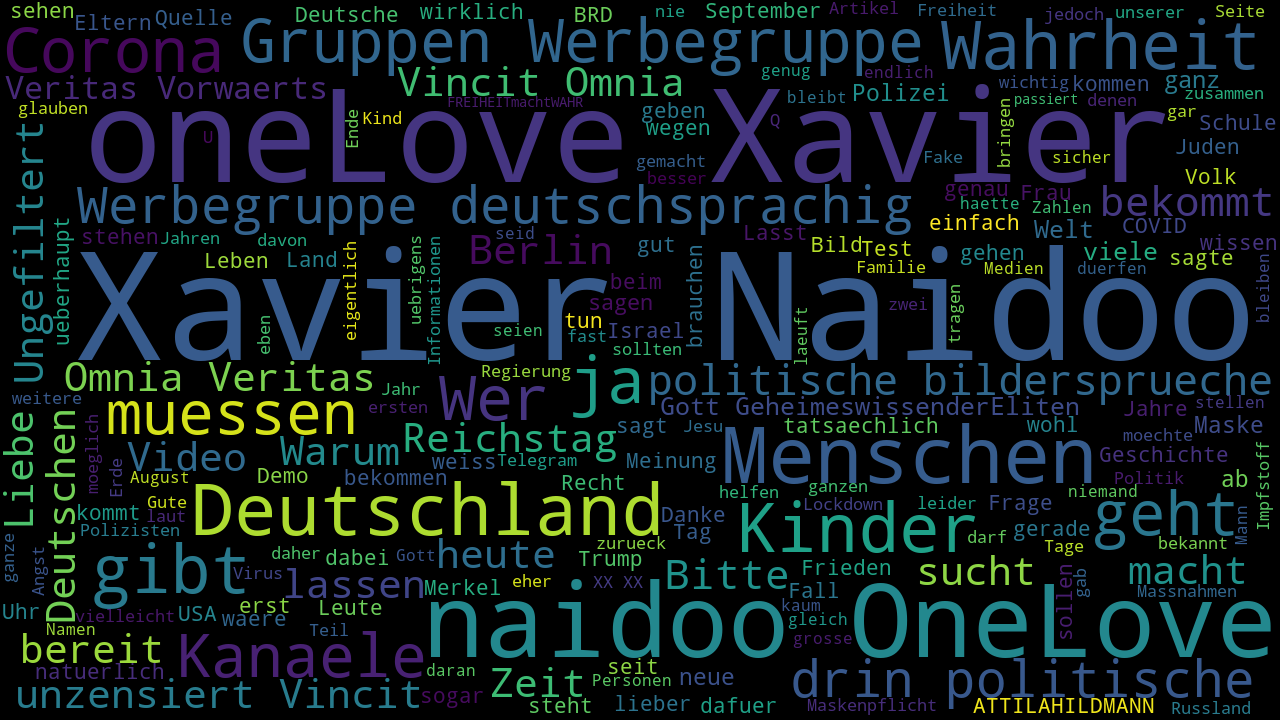 sehen Eltern Quelle Deutsche wirklich BRD nie September Artikel Freiheit jedoch unserer Seite
Corona Gruppen Werbegruppe Wahrheit
Veritas Vorwaerts Vincit Omnia genug endlich wichtig kommen ganz
glauben Ende Kind FREIHEITmachtWAHR geben bleibt Polizei passiert denen zusammen
oneLove Xavier
U wegen Q bringen gar Schule
gemacht Fake sicher Juden
besser genau Frau Volk
Ungefiltert Werbegruppe deutschsprachig haette Zahlen bekommt
stehen Jahren davon seid Berlin gut Lasst einfach Welt COVID
ueberhaupt Leben Land eigentlich uebrigens Informationen beim brauchen Bild Test gehen viele sagte wissen
Familie Medien duerfen bleiben
Xavier Naidoo
sagen zwei tragen
eben seien tun fast Israel laeuft
sollten
Omnia Veritas Regierung ja politische bildersprueche
weitere Jahr
muessen ersten Wer Gott GeheimeswissenderEliten Jahre stellen
Liebe Deutschen moeglich Reichstag sagt Jesu tatsaechlich wohl Maske
Video Warum weiss Telegram Meinung Menschen moechte Geschichte
Erde August Demo bekommen Recht Politik ab Impfstoff
Gute Deutschland helfen ganzen niemand
kommt laut Danke Lockdown leider Frage geht
Polizisten Tag Kinder darf gerade Mann
ganze Angst gibt daher dabei Gott heute zurueck Tage bekannt
Virus Trump XX XX Bitte Frieden sucht macht
lassen Merkel eher Fall sollen gab Massnahmen
Uhr vielleicht USA waere erst Leute naidoo kaum OneLove
Namen Teil gleich
bereit Kanaele grosse
natuerlich daran seit
Zeit Personen neue drin politische
unzensiert Vincit sogar steht lieber dafuer Maskenpflicht ATTILAHILDMANN Russland